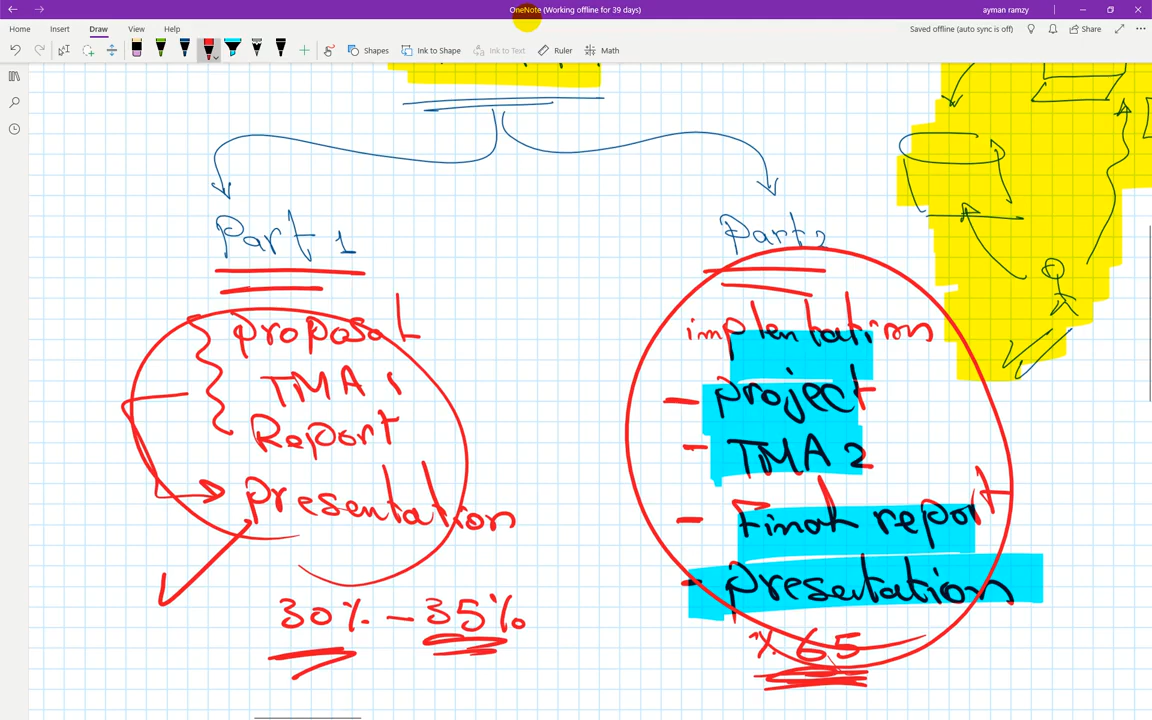 OneNote (Working offline for 39 days)
ayman ramzy
Home Insert Draw View Help
Saved offline (auto sync is off) Share
Shapes Ink to Shape Ink to Text Ruler Math
Part 1
Part 2
proposal
TMA 1
Report
presentation
30% - 35%
implentation
- project
- TMA 2
- Final report
- presentation
% 65